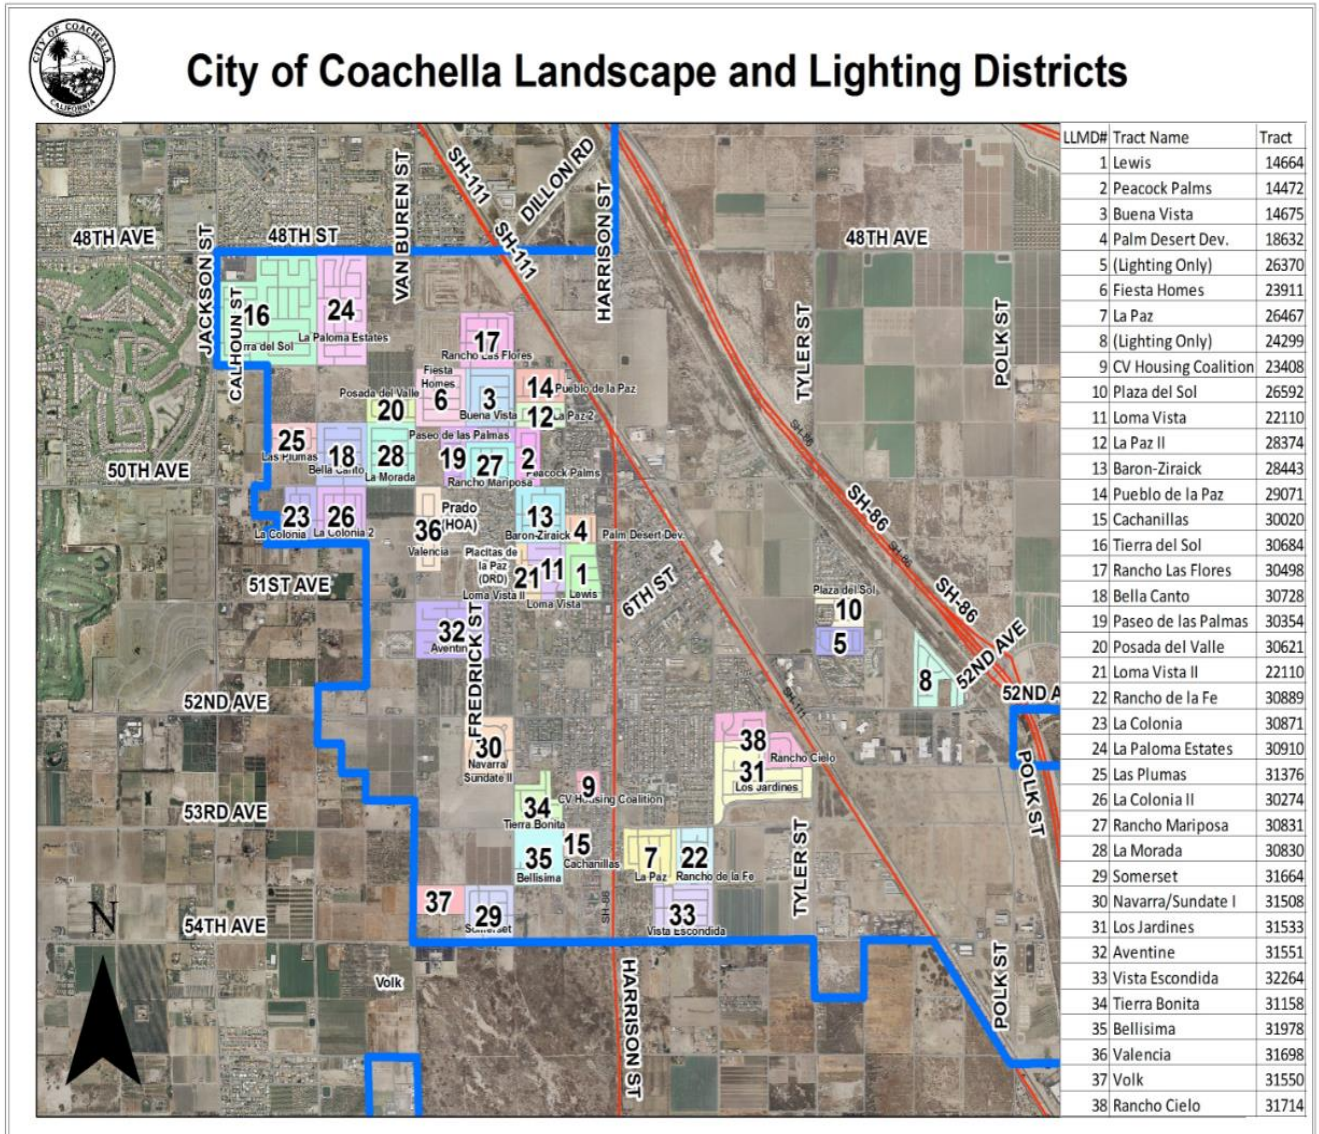 CITY OF COACHELLA
CALIFORNIA
City of Coachella Landscape and Lighting Districts
48TH AVE
48TH ST
JACKSON ST
CALHOUN ST
VAN BUREN ST
SH-111
SH-111
DILLON RD
HARRISON ST
48TH AVE
TYLER ST
POLK ST
16
rra del Sol
24
La Paloma Estates
17
Rancho Las Flores
Fiesta
Homes
6
3
Buena Vista
14
Pueblo de la Paz
12
La Paz 2
Posada del Valle
20
Paseo de las Palmas
25
Las Plumas
18
Bella Canto
28
La Morada
19
27
Rancho Mariposa
2
Peacock Palms
50TH AVE
SH-86
SH-86
SH-86
SH-86
23
La Colonia
26
La Colonia 2
36
Valencia
Prado
(HOA)
13
Baron-Ziraick
4
Palm Desert Dev.
Placitas de
la Paz
(DRD)
21
Loma Vista II
11
Loma Vista
1
Lewis
51ST AVE
6TH ST
Plaza del Sol
10
5
8
52ND AVE
52ND A
32
Aventin
FREDRICK ST
52ND AVE
SH-111
30
Navarra/
Sundate II
38
Rancho Cielo
31
Los Jardines
POLK ST
9
CV Housing Coalition
34
Tierra Bonita
53RD AVE
35
Bellisima
15
Cachanillas
7
La Paz
22
Rancho de la Fe
TYLER ST
37
29
Somerset
SH-86
33
Vista Escondida
54TH AVE
N
Volk
HARRISON ST
POLK ST
LLMD# Tract Name Tract
1 Lewis 14664
2 Peacock Palms 14472
3 Buena Vista 14675
4 Palm Desert Dev. 18632
5 (Lighting Only) 26370
6 Fiesta Homes 23911
7 La Paz 26467
8 (Lighting Only) 24299
9 CV Housing Coalition 23408
10 Plaza del Sol 26592
11 Loma Vista 22110
12 La Paz II 28374
13 Baron-Ziraick 28443
14 Pueblo de la Paz 29071
15 Cachanillas 30020
16 Tierra del Sol 30684
17 Rancho Las Flores 30498
18 Bella Canto 30728
19 Paseo de las Palmas 30354
20 Posada del Valle 30621
21 Loma Vista II 22110
22 Rancho de la Fe 30889
23 La Colonia 30871
24 La Paloma Estates 30910
25 Las Plumas 31376
26 La Colonia II 30274
27 Rancho Mariposa 30831
28 La Morada 30830
29 Somerset 31664
30 Navarra/Sundate I 31508
31 Los Jardines 31533
32 Aventine 31551
33 Vista Escondida 32264
34 Tierra Bonita 31158
35 Bellisima 31978
36 Valencia 31698
37 Volk 31550
38 Rancho Cielo 31714